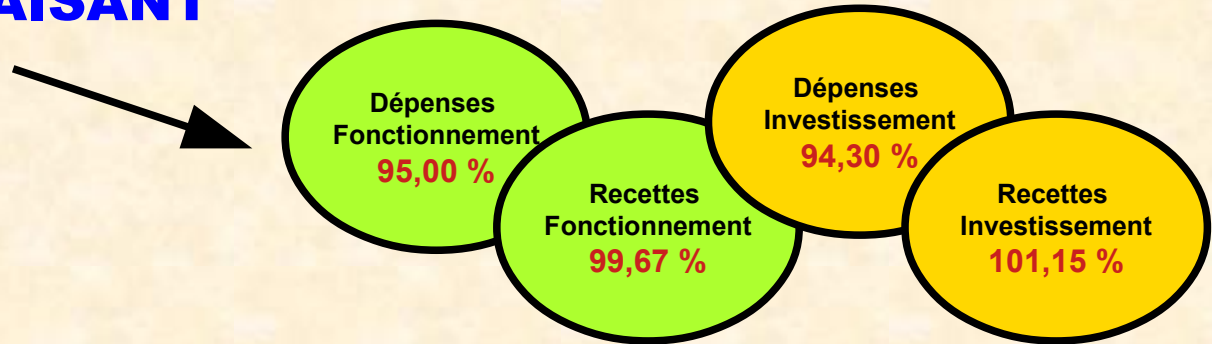 AISANT
Dépenses
Fonctionnement
95,00 %
Recettes
Fonctionnement
99,67 %
Dépenses
Investissement
94,30 %
Recettes
Investissement
101,15 %